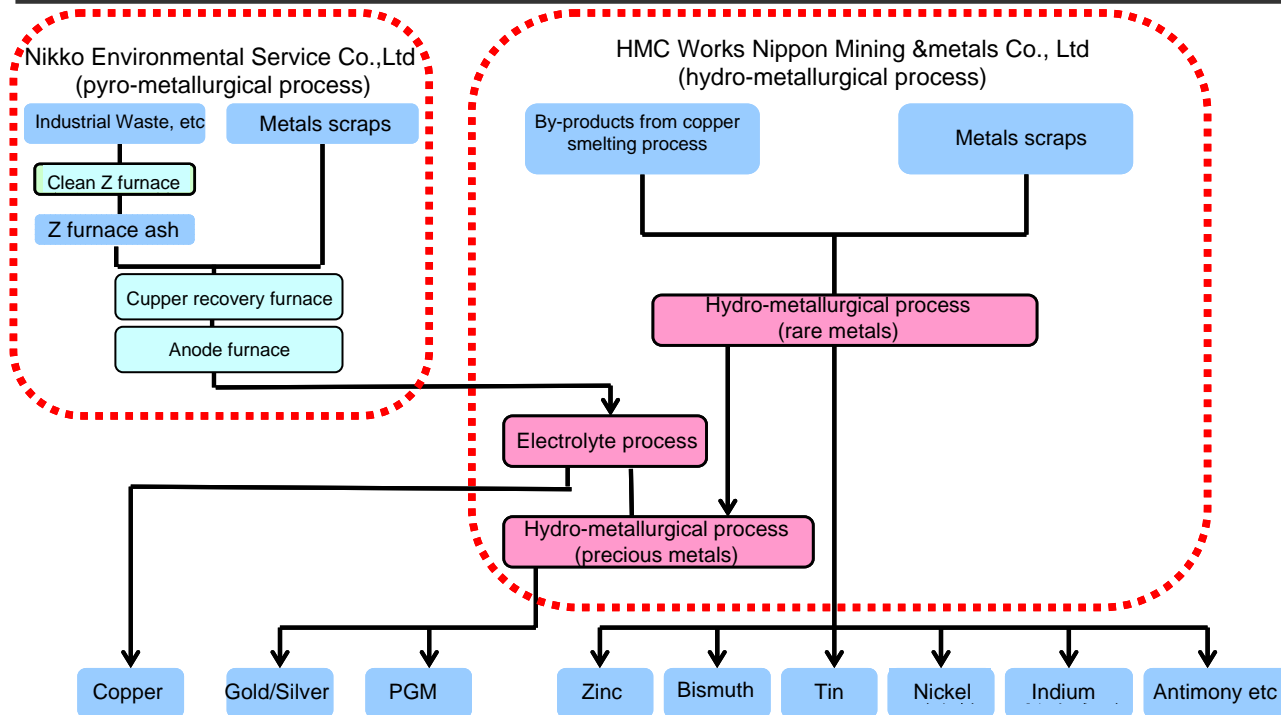 Nikko Environmental Service Co.,Ltd
(pyro-metallurgical process)
Industrial Waste, etc
Metals scraps
Clean Z furnace
Z furnace ash
Cupper recovery furnace
Anode furnace
HMC Works Nippon Mining &metals Co., Ltd
(hydro-metallurgical process)
By-products from copper
smelting process
Metals scraps
Hydro-metallurgical process
(rare metals)
Electrolyte process
Hydro-metallurgical process
(precious metals)
Copper
Gold/Silver
PGM
Zinc
Bismuth
Tin
Nickel
Indium
Antimony etc